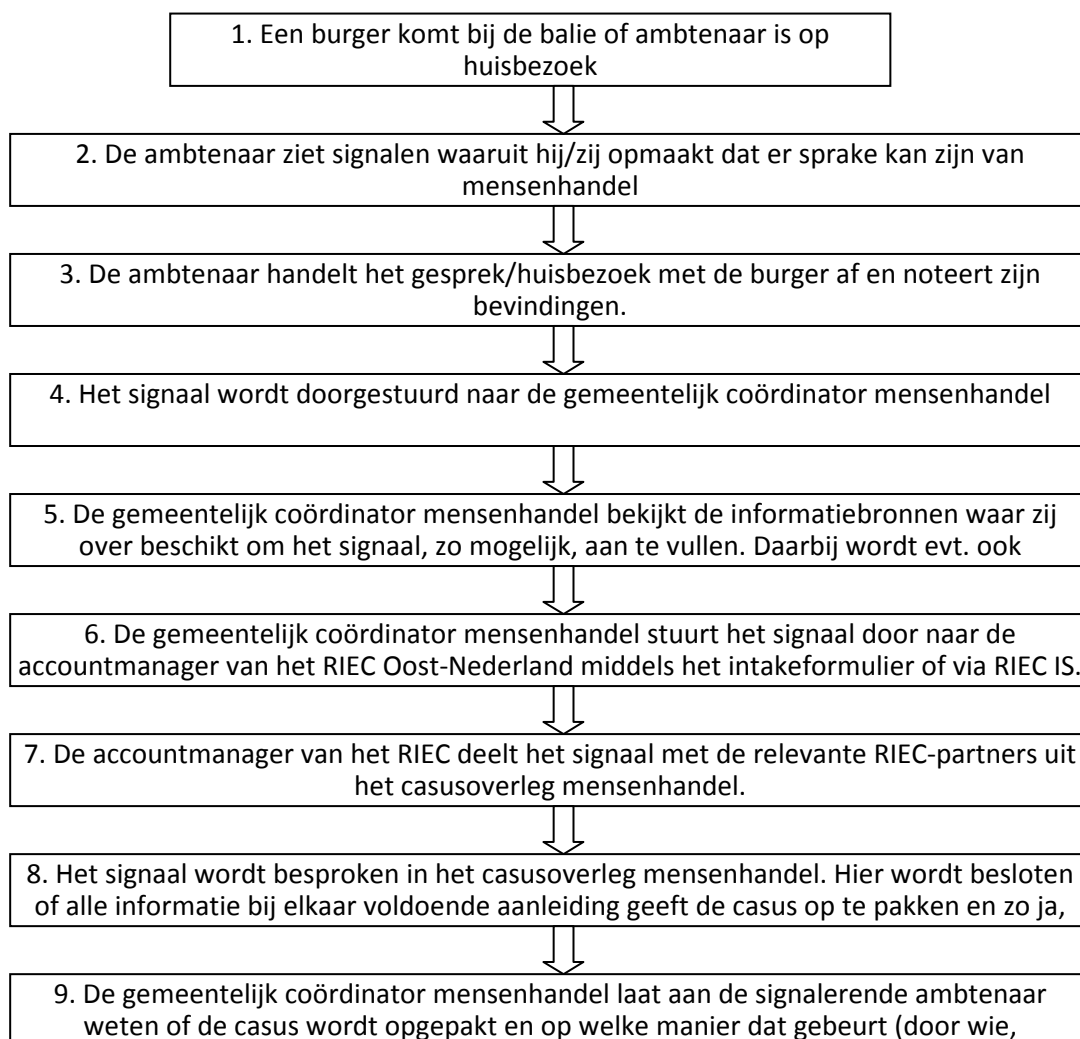 1. Een burger komt bij de balie of ambtenaar is op
huisbezoek
2. De ambtenaar ziet signalen waaruit hij/zij opmaakt dat er sprake kan zijn van
mensenhandel
3. De ambtenaar handelt het gesprek/huisbezoek met de burger af en noteert zijn
bevindingen.
4. Het signaal wordt doorgestuurd naar de gemeentelijk coördinator mensenhandel
5. De gemeentelijk coördinator mensenhandel bekijkt de informatiebronnen waar zij
over beschikt om het signaal, zo mogelijk, aan te vullen. Daarbij wordt evt. ook
6. De gemeentelijk coördinator mensenhandel stuurt het signaal door naar de
accountmanager van het RIEC Oost-Nederland middels het intakeformulier of via RIEC IS.
7. De accountmanager van het RIEC deelt het signaal met de relevante RIEC-partners uit
het casusoverleg mensenhandel.
8. Het signaal wordt besproken in het casusoverleg mensenhandel. Hier wordt besloten
of alle informatie bij elkaar voldoende aanleiding geeft de casus op te pakken en zo ja,
9. De gemeentelijk coördinator mensenhandel laat aan de signalerende ambtenaar
weten of de casus wordt opgepakt en op welke manier dat gebeurt (door wie,